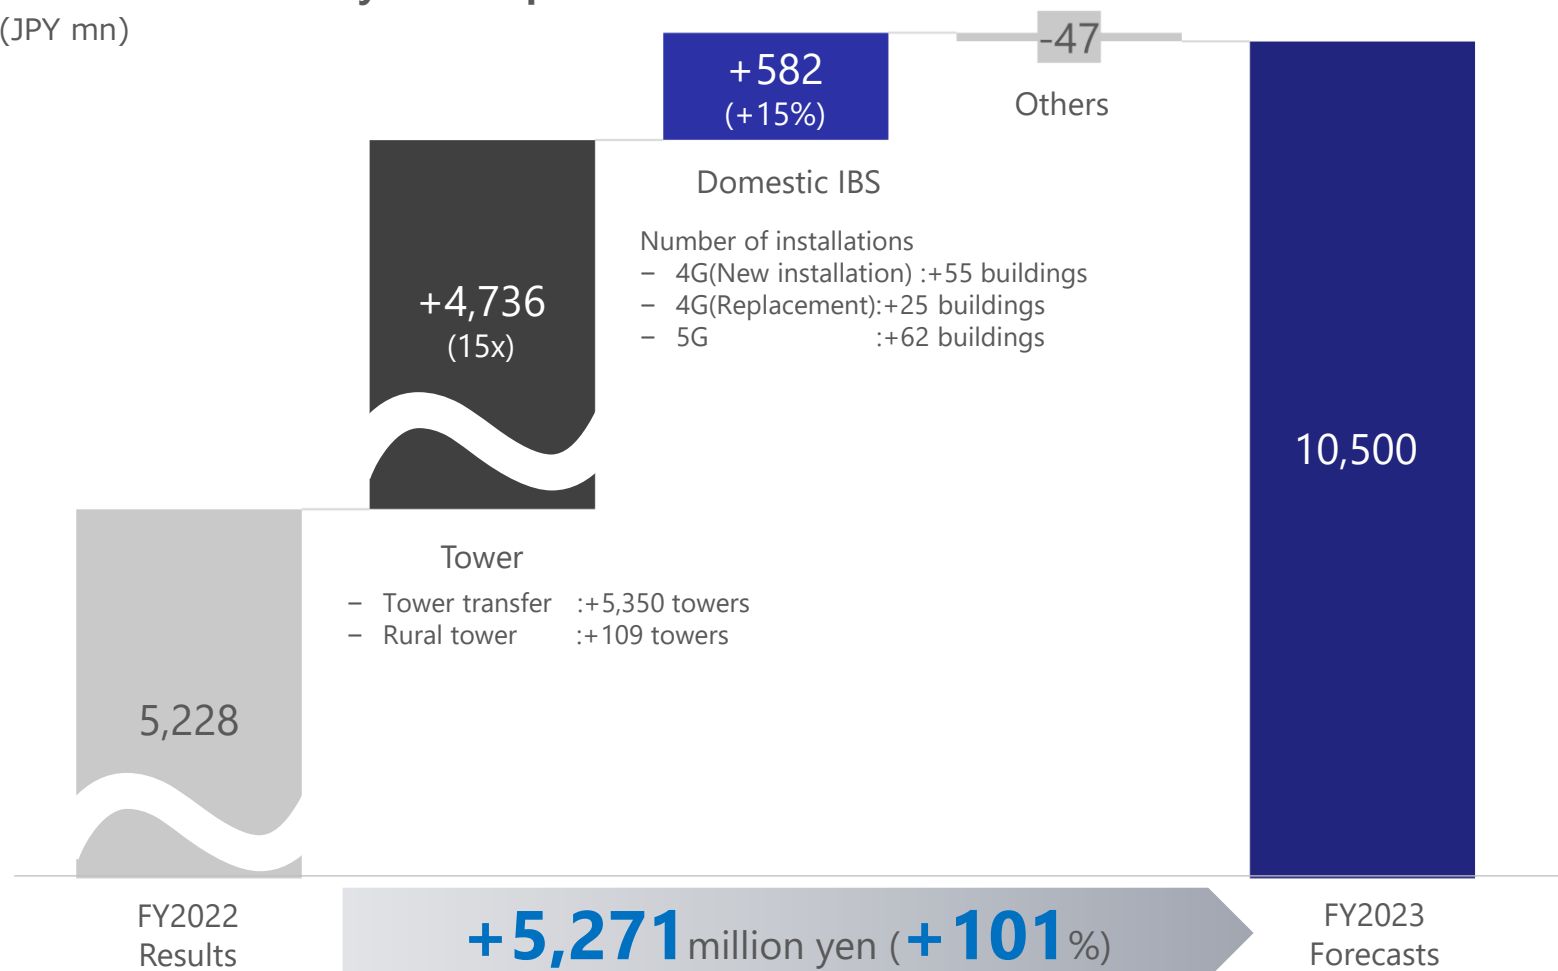 (JPY mn)
-47
Others
+582
(+15%)
Domestic IBS
Number of installations
− 4G(New installation) :+55 buildings
− 4G(Replacement):+25 buildings
− 5G :+62 buildings
+4,736
(15x)
10,500
Tower
− Tower transfer :+5,350 towers
− Rural tower :+109 towers
5,228
FY2022
Results
+5,271 million yen (+101%)
FY2023
Forecasts